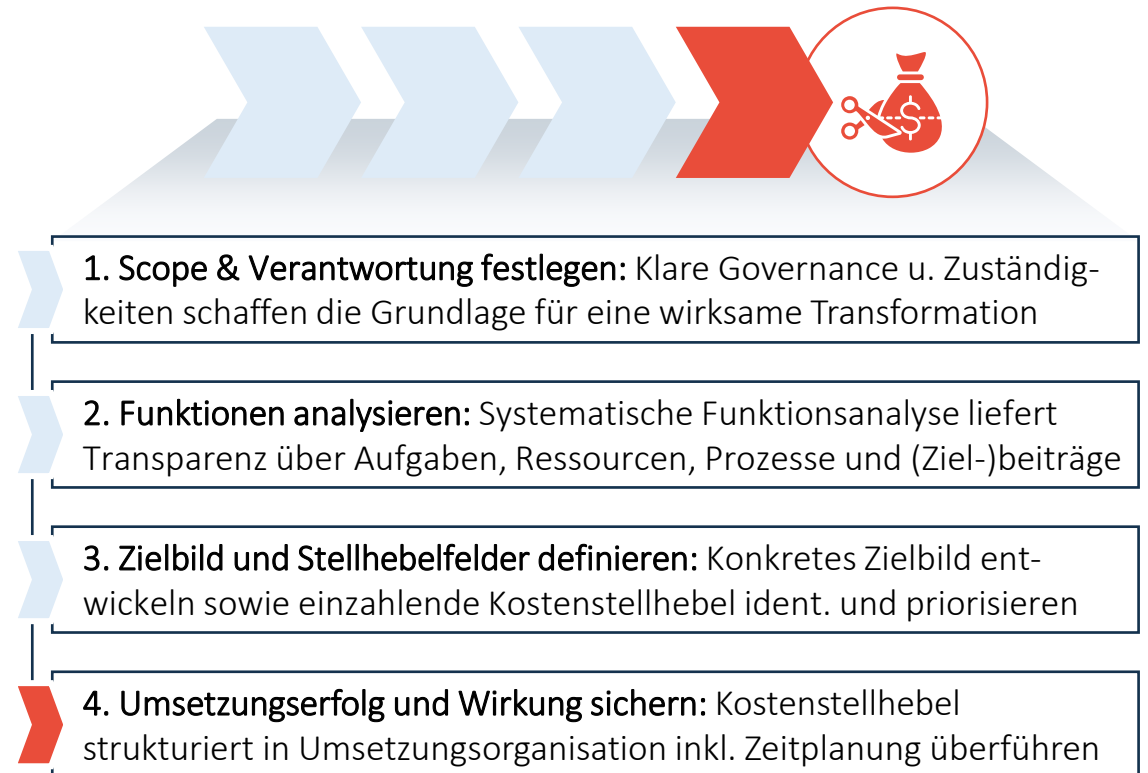 $
1. Scope & Verantwortung festlegen: Klare Governance u. Zuständig-
keiten schaffen die Grundlage für eine wirksame Transformation
2. Funktionen analysieren: Systematische Funktionsanalyse liefert
Transparenz über Aufgaben, Ressourcen, Prozesse und (Ziel-)beiträge
3. Zielbild und Stellhebelfelder definieren: Konkretes Zielbild ent-
wickeln sowie einzahlende Kostenstellhebel ident. und priorisieren
4. Umsetzungserfolg und Wirkung sichern: Kostenstellhebel
strukturiert in Umsetzungsorganisation inkl. Zeitplanung überführen